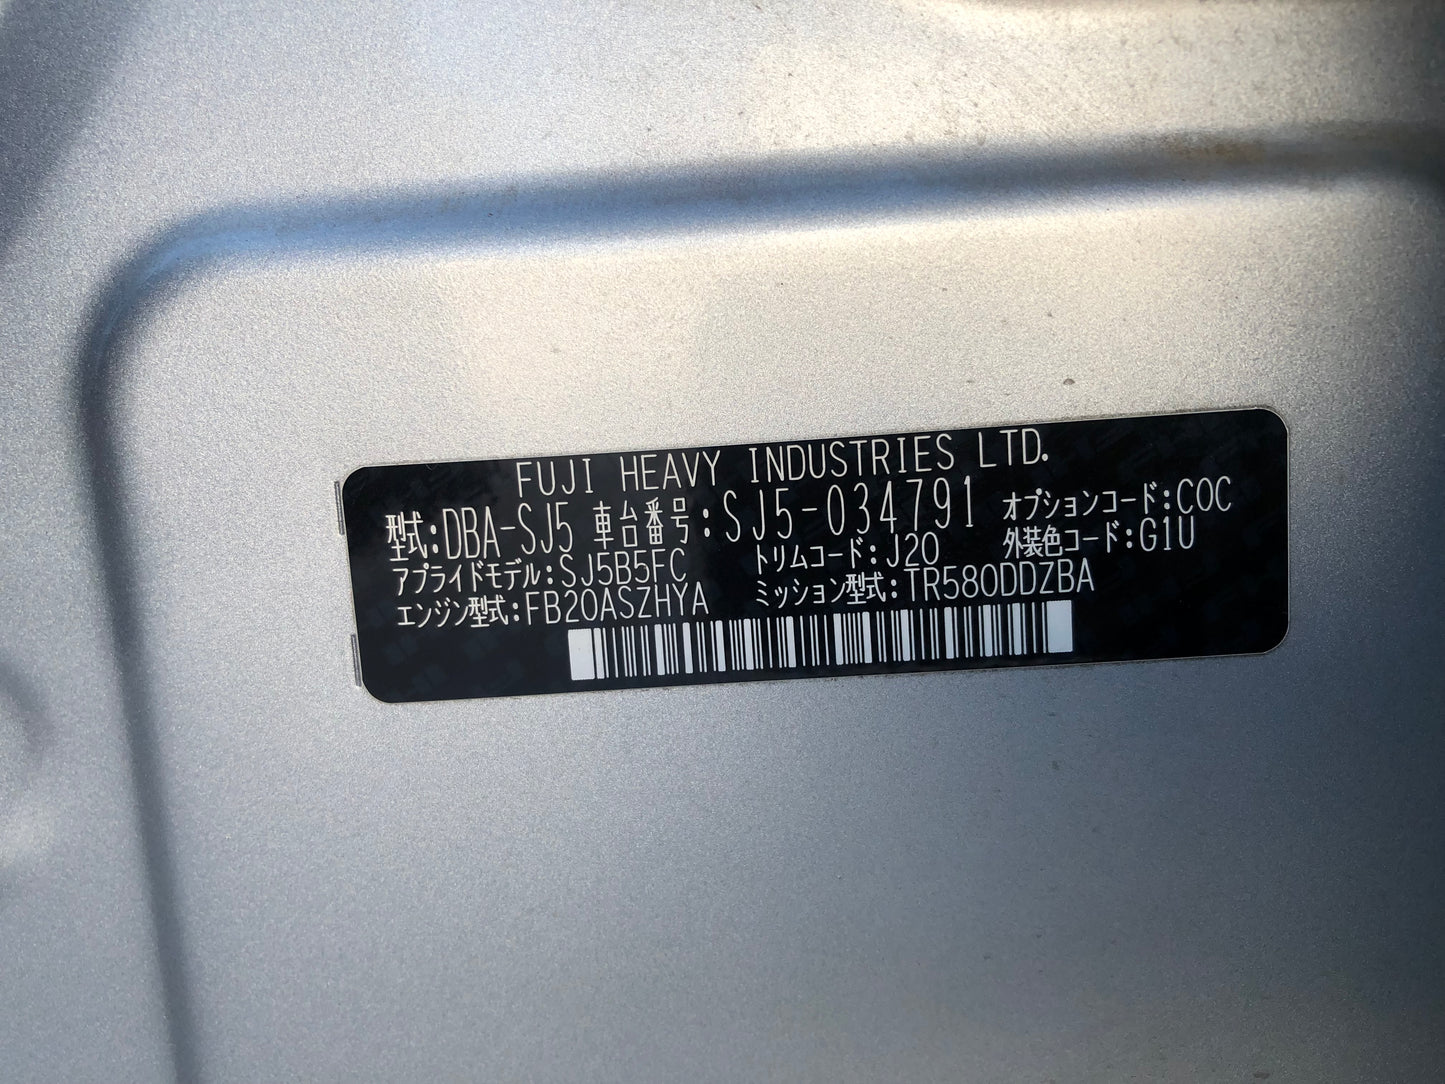 FUJI HEAVY INDUSTRIES LTD.
型式:DBA-SJ5 車台番号:SJ5-034791 オプションコード:C0C
アプライドモデル:SJ5B5FC トリムコード:J20 外装色コード:G1U
エンジン型式:FB20ASZHYA ミッション型式:TR580DDZBA